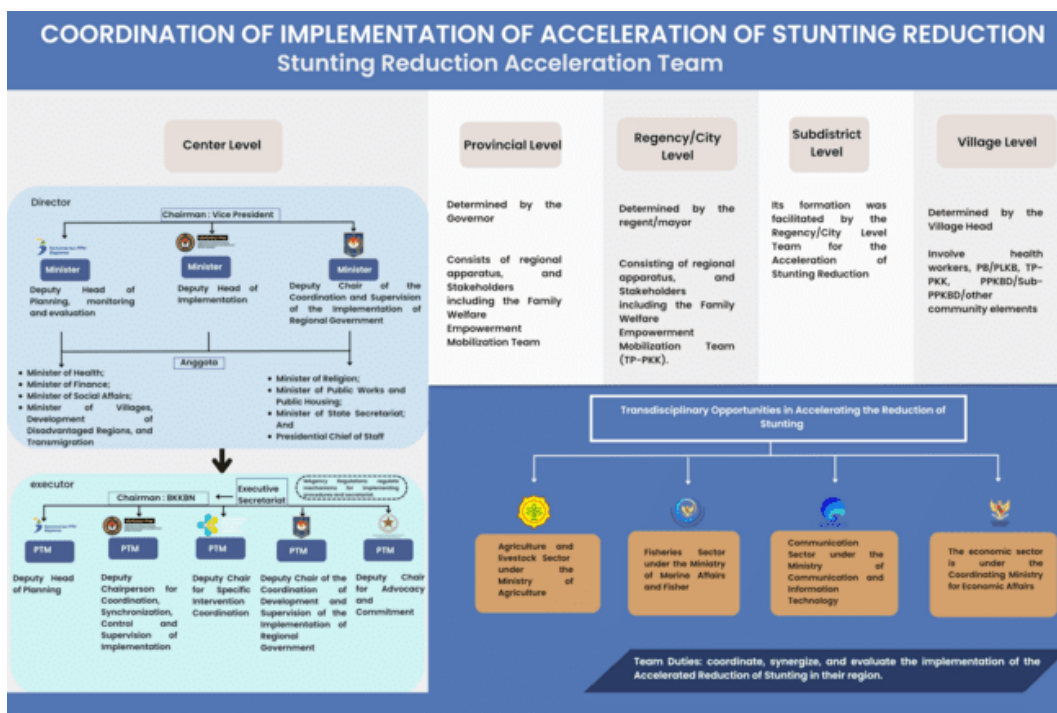 COORDINATION OF IMPLEMENTATION OF ACCELERATION OF STUNTING REDUCTION
Stunting Reduction Acceleration Team
Center Level
Director
Chairman : Vice President
Minister
Minister
Minister
Deputy Head of
Planning, monitoring
and evaluation
Deputy Head of
Implementation
Deputy Chair of the
Coordination and Supervision
of the Implementation of
Regional Government
Anggota
• Minister of Health;
• Minister of Finance;
• Minister of Social Affairs;
• Minister of Villages,
Development of
Disadvantaged Regions, and
Transmigration
• Minister of Religion;
• Minister of Public Works and
Public Housing;
• Minister of State Secretariat;
And
• Presidential Chief of Staff
executor
Chairman : BKKBN
Executive
Secretariat
Regulations regulate
mechanisms for implementing
procedures and secretariat
PTM
PTM
PTM
PTM
PTM
Deputy Head
of Planning
Deputy
Chairperson for
Coordination,
Synchronization,
Control and
Supervision of
Implementation
Deputy Chair
for Specific
Intervention
Coordination
Deputy Chair of the
Coordination of
Development and
Supervision of the
Implementation of
Regional
Government
Deputy Chair
for Advocacy
and
Commitment
Provincial Level
Determined by the
Governor
Consists of regional
apparatus, and
Stakeholders
including the Family
Welfare
Empowerment
Mobilization Team
Regency/City
Level
Determined by the
regent/mayor
Consisting of regional
apparatus, and
Stakeholders
including the Family
Welfare
Empowerment
Mobilization Team
(TP-PKK).
Subdistrict
Level
Its formation was
facilitated by the
Regency/City Level
Team for the
Acceleration of
Stunting Reduction
Village Level
Determined by the
Village Head
Involve health
workers, PB/PLKB, TP-
PKK, PPKBD/Sub-
PPKBD/other
community elements
Transdisciplinary Opportunities in Accelerating the Reduction of
Stunting
Agriculture and
livestock Sector
under the
Ministry of
Agriculture
Fisheries Sector
under the Ministry
of Marine Affairs
and Fisher
Communication
Sector under the
Ministry of
Communication and
Information
Technology
The economic sector
is under the
Coordinating Ministry
for Economic Affairs
Team Duties: coordinate, synergize, and evaluate the implementation of the
Accelerated Reduction of Stunting in their region.